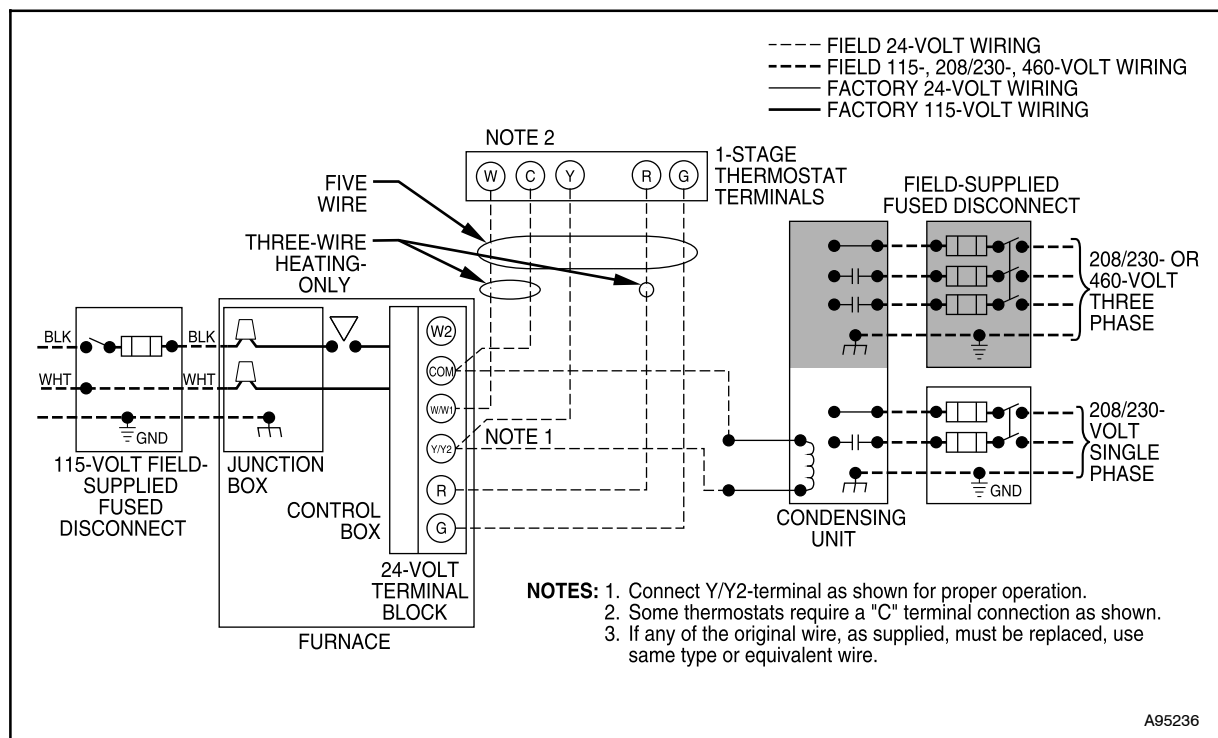 FIELD 24-VOLT WIRING
FIELD 115-, 208/230-, 460-VOLT WIRING
FACTORY 24-VOLT WIRING
FACTORY 115-VOLT WIRING
NOTE 2
W
C
Y
R
G
1-STAGE
THERMOSTAT
TERMINALS
FIVE
WIRE
THREE-WIRE
HEATING-
ONLY
FIELD-SUPPLIED
FUSED DISCONNECT
208/230- OR
460-VOLT
THREE
PHASE
BLK
BLK
WHT
WHT
GND
W2
COM
W/W1
Y/Y2
R
G
NOTE 1
208/230-
VOLT
SINGLE
PHASE
GND
115-VOLT FIELD-
SUPPLIED
FUSED
DISCONNECT
JUNCTION
BOX
CONTROL
BOX
24-VOLT
TERMINAL
BLOCK
FURNACE
CONDENSING
UNIT
NOTES: 1. Connect Y/Y2-terminal as shown for proper operation.
2. Some thermostats require a "C" terminal connection as shown.
3. If any of the original wire, as supplied, must be replaced, use
same type or equivalent wire.
A95236